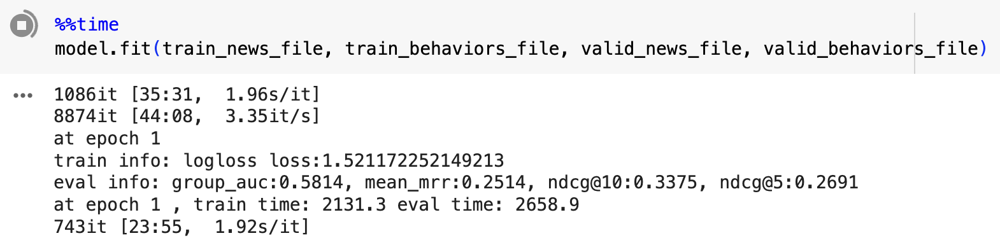 %%time
model.fit(train_news_file, train_behaviors_file, valid_news_file, valid_behaviors_file)
1086it [35:31,  1.96s/it]
8874it [44:08,  3.35it/s]
at epoch 1
train info: logloss loss:1.521172252149213
eval info: group_auc:0.5814, mean_mrr:0.2514, ndcg@10:0.3375, ndcg@5:0.2691
at epoch 1 , train time: 2131.3 eval time: 2658.9
743it [23:55,  1.92s/it]